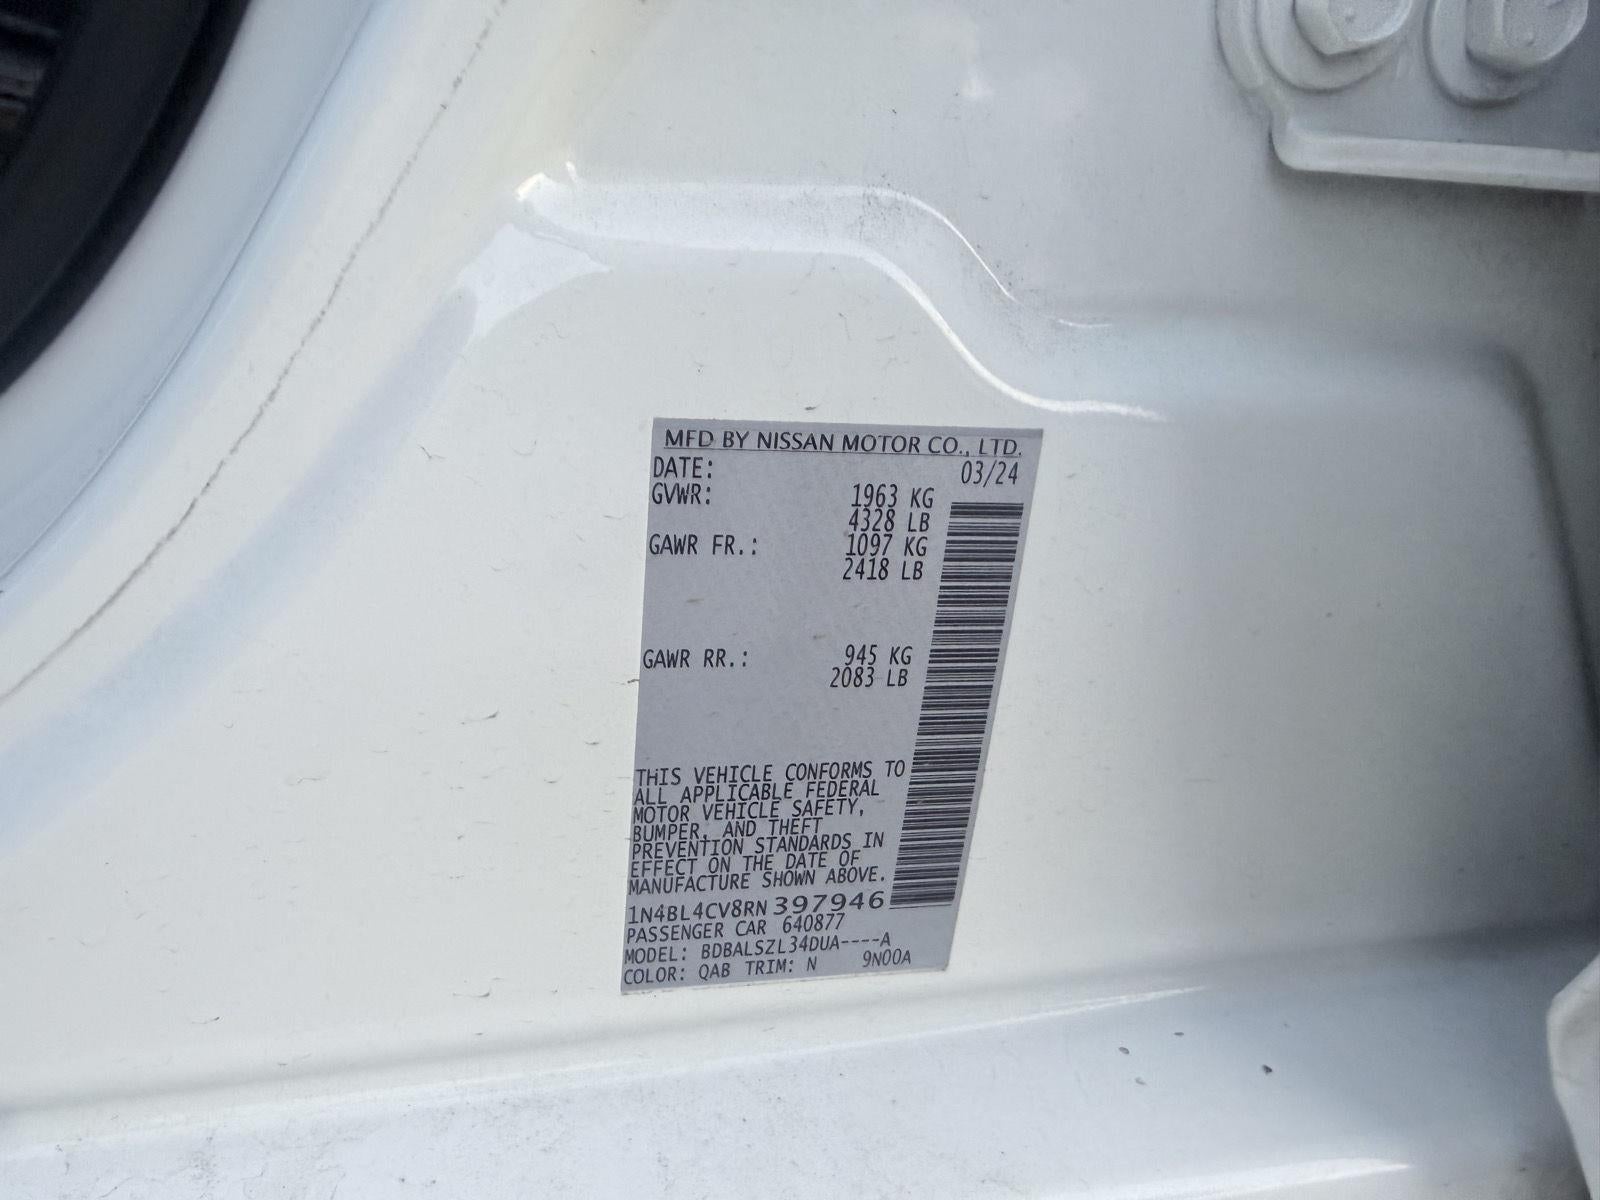 MFD BY NISSAN MOTOR CO., LTD.
DATE: 03/24
GVWR: 1963 KG
4328 LB
GAWR FR.: 1097 KG
2418 LB
GAWR RR.: 945 KG
2083 LB
THIS VEHICLE CONFORMS TO
ALL APPLICABLE FEDERAL
MOTOR VEHICLE SAFETY,
BUMPER, AND THEFT
PREVENTION STANDARDS IN
EFFECT ON THE DATE OF
MANUFACTURE SHOWN ABOVE.
1N4BL4CV8RN397946
PASSENGER CAR 640877
MODEL: BDBALSZL34DUA----A
COLOR: QAB TRIM: N 9N00A